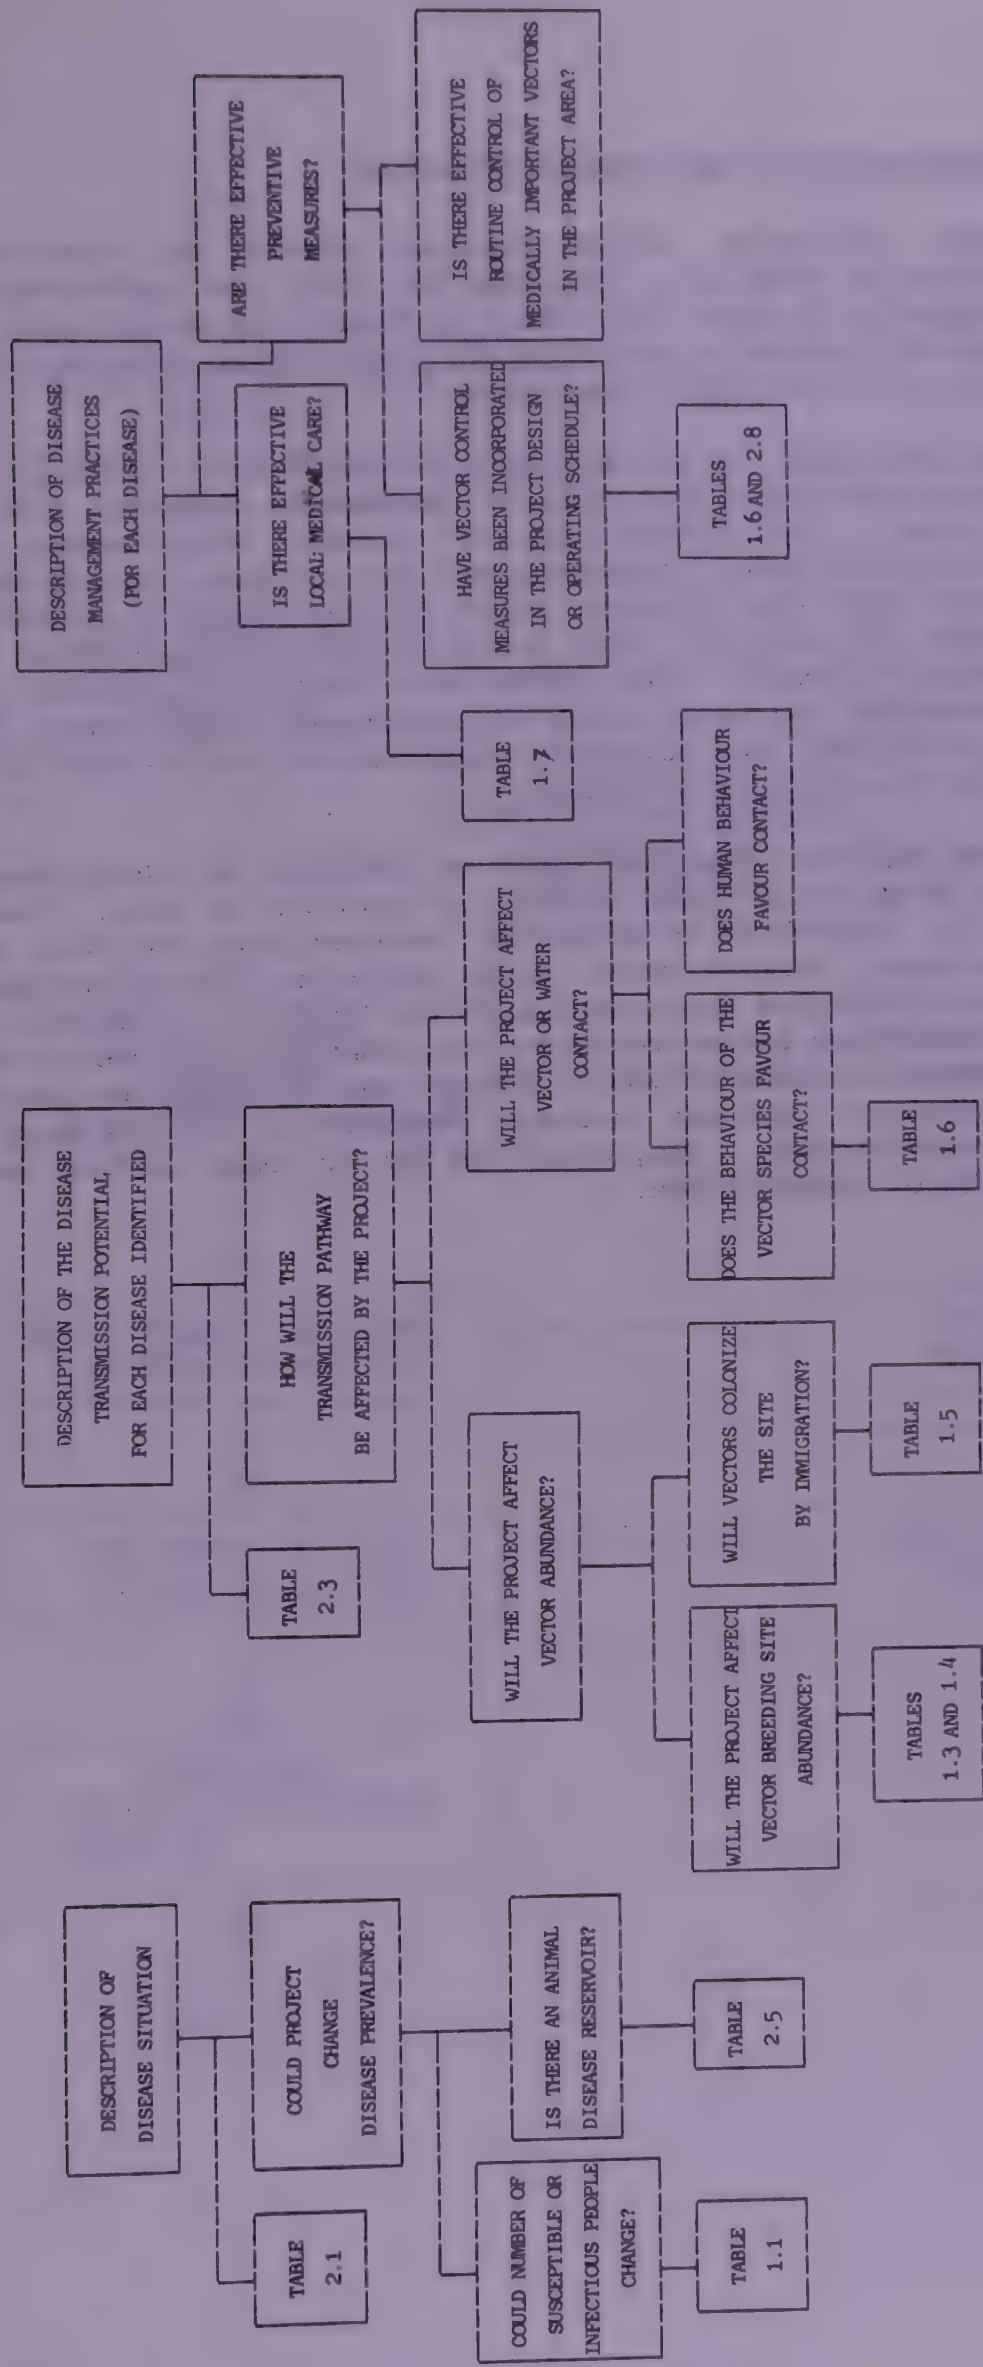 DESCRIPTION OF
DISEASE SITUATION
TABLE
2.1
COULD PROJECT
CHANGE
DISEASE PREVALENCE?
COULD NUMBER OF
SUSCEPTIBLE OR
INFECTIOUS PEOPLE
CHANGE?
IS THERE AN ANIMAL
DISEASE RESERVOIR?
TABLE
1.1
TABLE
2.5
DESCRIPTION OF THE DISEASE
TRANSMISSION POTENTIAL,
FOR EACH DISEASE IDENTIFIED
TABLE
2.3
HOW WILL THE
TRANSMISSION PATHWAY
BE AFFECTED BY THE PROJECT?
WILL THE PROJECT AFFECT
VECTOR ABUNDANCE?
WILL THE PROJECT AFFECT
VECTOR OR WATER
CONTACT?
WILL THE PROJECT AFFECT
VECTOR BREEDING SITE
ABUNDANCE?
WILL VECTORS COLONIZE
THE SITE
BY IMMIGRATION?
DOES THE BEHAVIOUR OF THE
VECTOR SPECIES FAVOUR
CONTACT?
DOES HUMAN BEHAVIOUR
FAVOUR CONTACT?
TABLES
1.3 AND 1.4
TABLE
1.5
TABLE
1.6
DESCRIPTION OF DISEASE
MANAGEMENT PRACTICES
(FOR EACH DISEASE)
IS THERE EFFECTIVE
LOCAL MEDICAL CARE?
ARE THERE EFFECTIVE
PREVENTIVE
MEASURES?
TABLE
1.7
HAVE VECTOR CONTROL
MEASURES BEEN INCORPORATED
IN THE PROJECT DESIGN
OR OPERATING SCHEDULE?
IS THERE EFFECTIVE
ROUTINE CONTROL OF
MEDICALLY IMPORTANT VECTORS
IN THE PROJECT AREA?
TABLES
1.6 AND 2.8